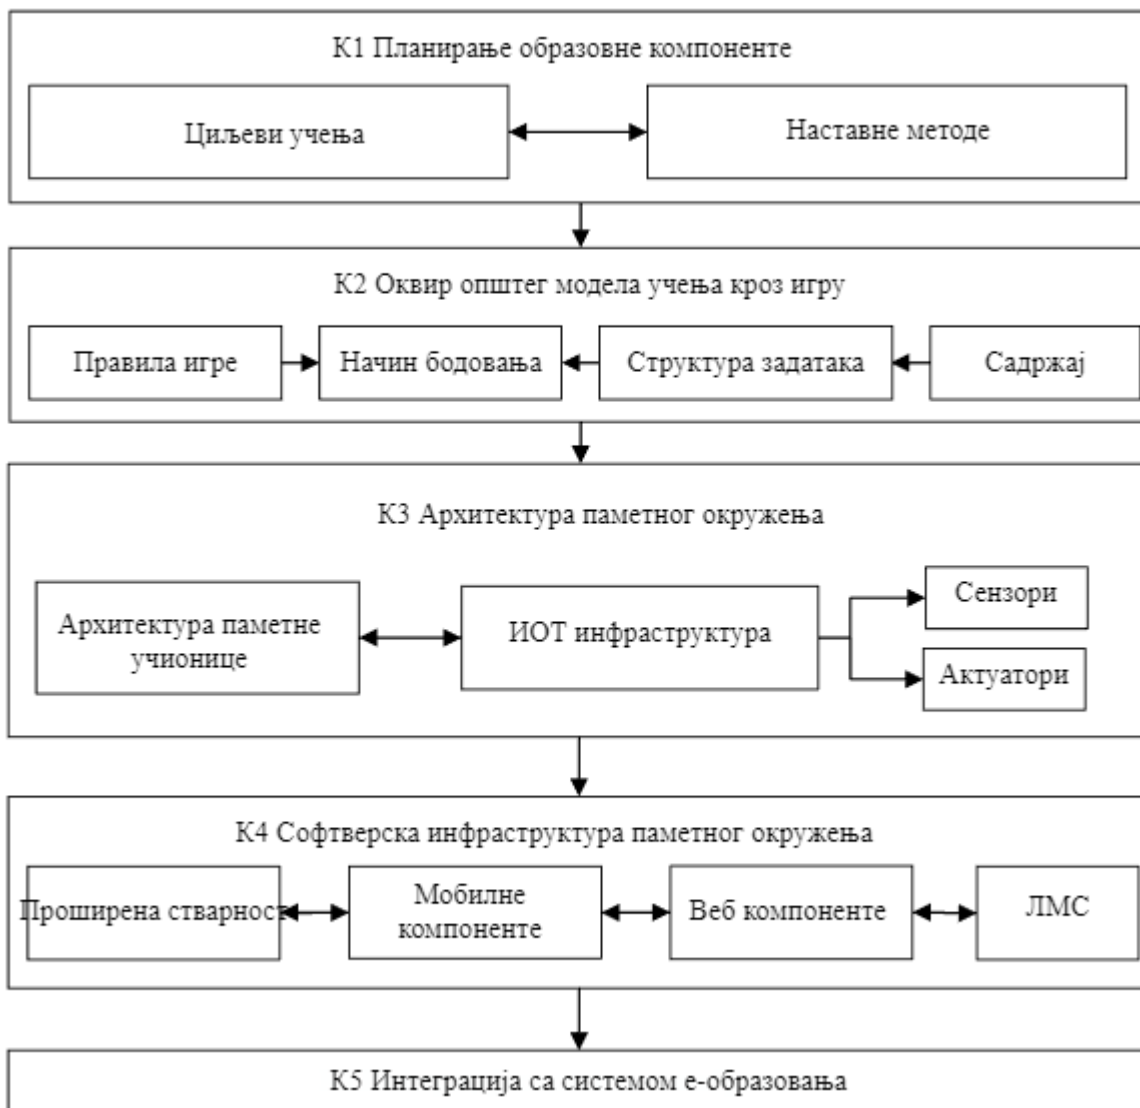 К1 Планирање образовне компоненте
Циљеви учења
Наставне методе
К2 Оквир општег модела учења кроз игру
Правила игре
Начин бодовања
Структура задатака
Садржај
К3 Архитектура паметног окружења
Архитектура паметне
учионице
ИОТ инфраструктура
Сензори
Актуатори
К4 Софтверска инфраструктура паметног окружења
Проширена стварност
Мобилне
компоненте
Веб компоненте
ЛМС
К5 Интеграција са системом е-образовања